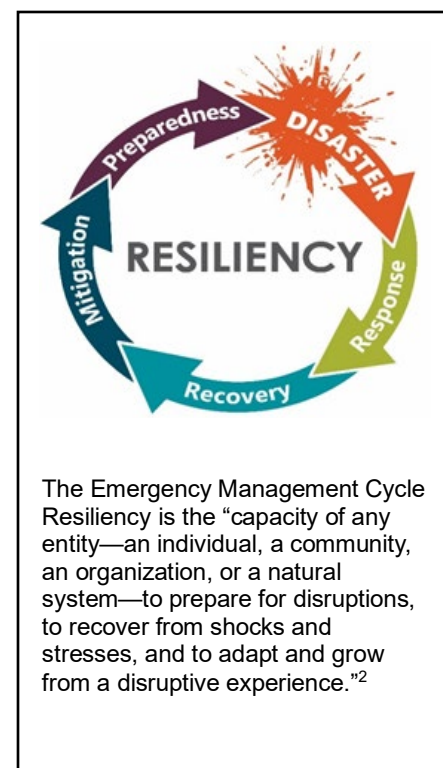 Preparedness
DISASTER
RESILIENCY
Mitigation
Response
Recovery
The Emergency Management Cycle
Resiliency is the “capacity of any
entity—an individual, a community,
an organization, or a natural
system—to prepare for disruptions,
to recover from shocks and
stresses, and to adapt and grow
from a disruptive experience.”2